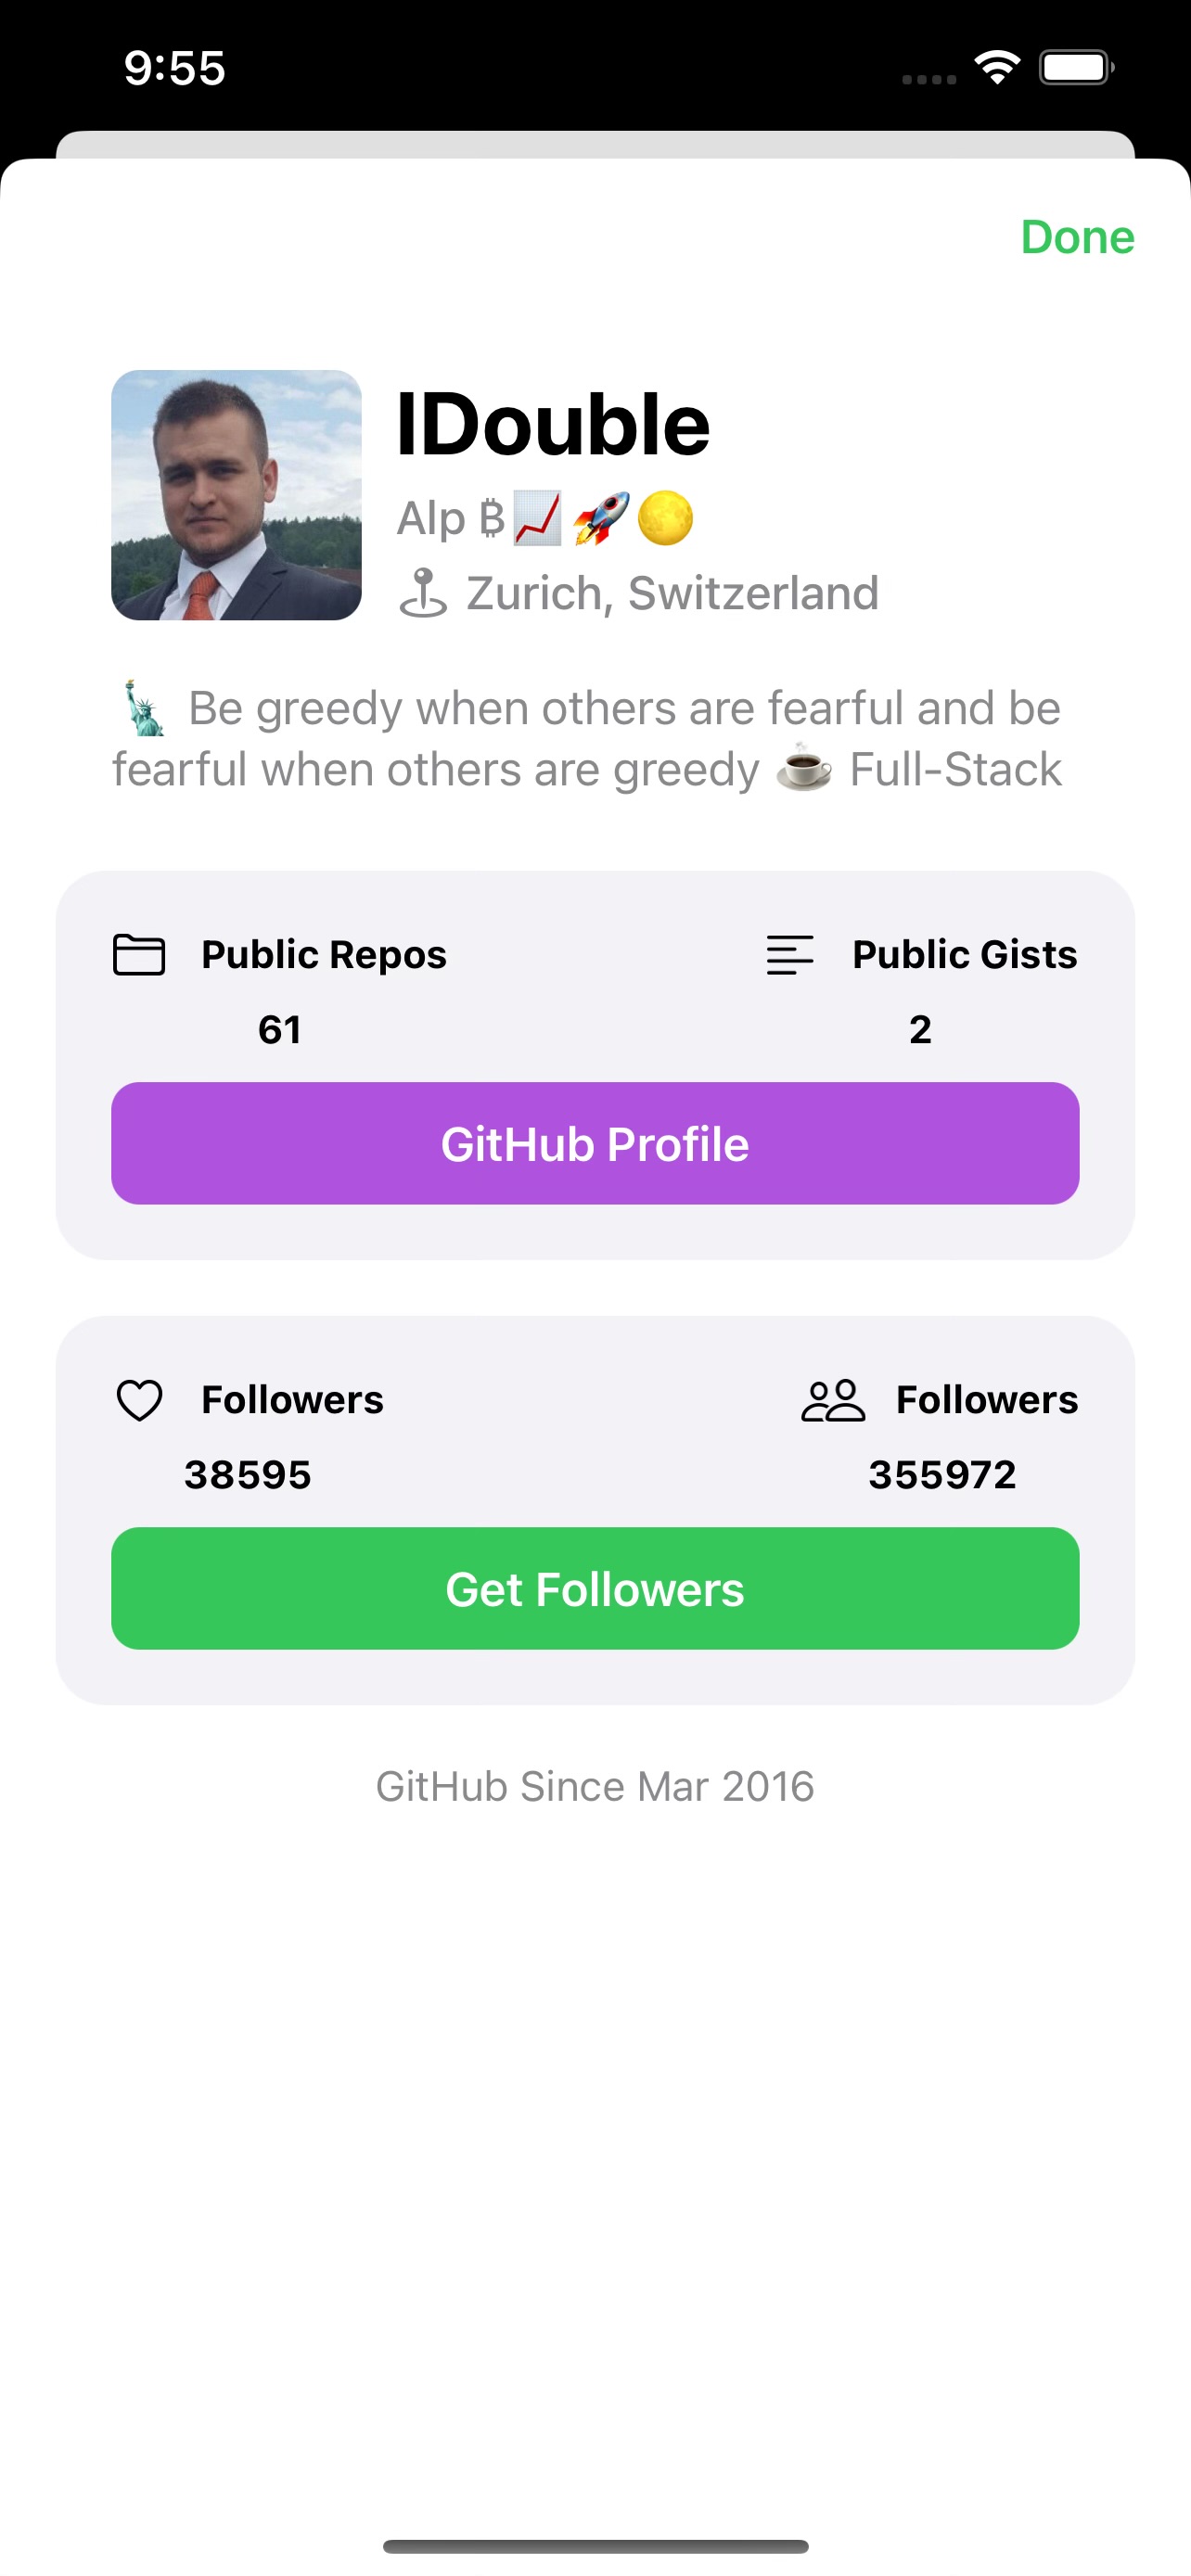 9:55
Done
IDouble
Alp ₿📈🚀🌕
Zurich, Switzerland
🗽 Be greedy when others are fearful and be
fearful when others are greedy ☕ Full-Stack
Public Repos
Public Gists
61
2
GitHub Profile
Followers
Followers
38595
355972
Get Followers
GitHub Since Mar 2016